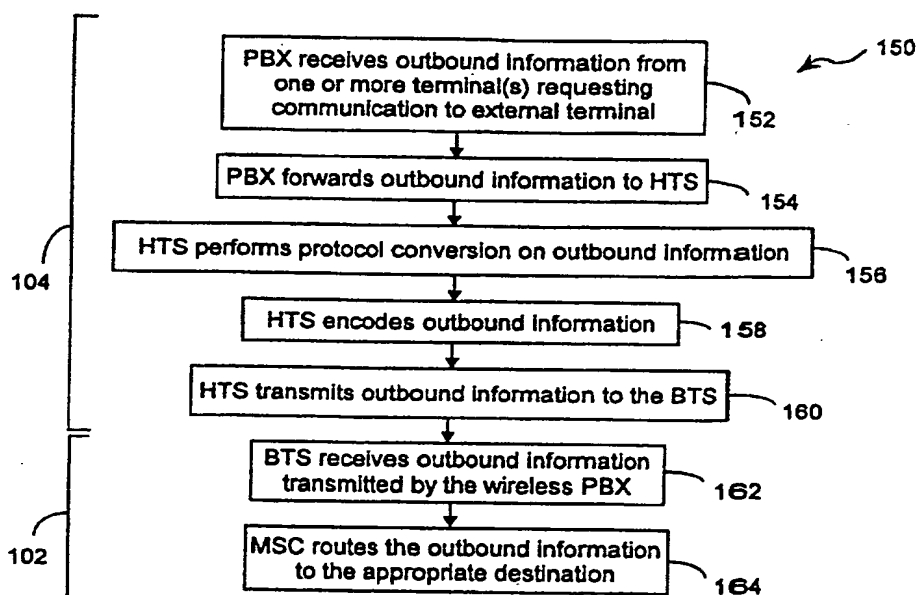 150
PBX receives outbound information from
one or more terminal(s) requesting
communication to external terminal
152
PBX forwards outbound information to HTS
154
HTS performs protocol conversion on outbound information
156
104
HTS encodes outbound information
158
HTS transmits outbound information to the BTS
160
BTS receives outbound information
transmitted by the wireless PBX
162
102
MSC routes the outbound information
to the appropriate destination
164